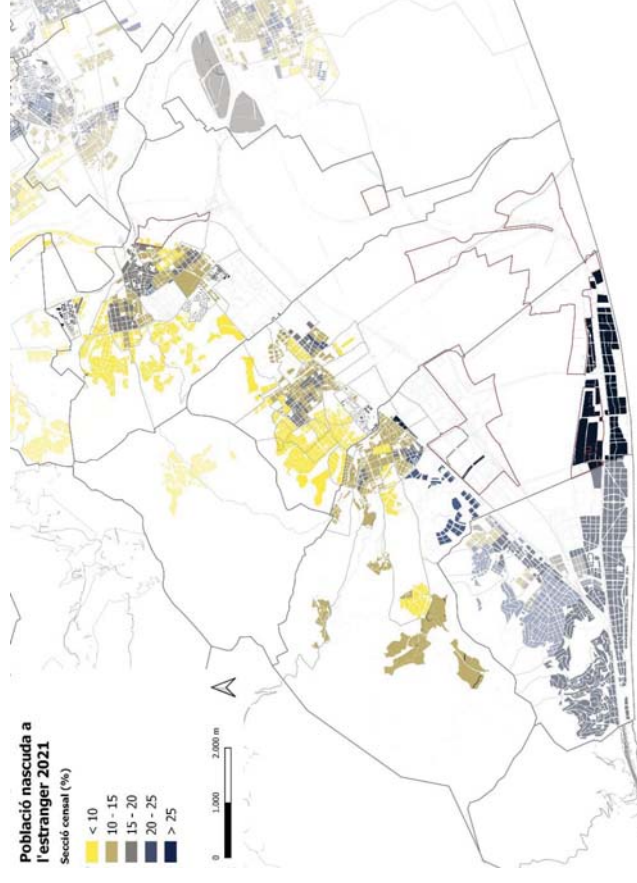 Població nascuda a
l'estranger 2021
Secció censal (%)
< 10
10 - 15
15 - 20
20 - 25
> 25
0 1.000 2.000 m